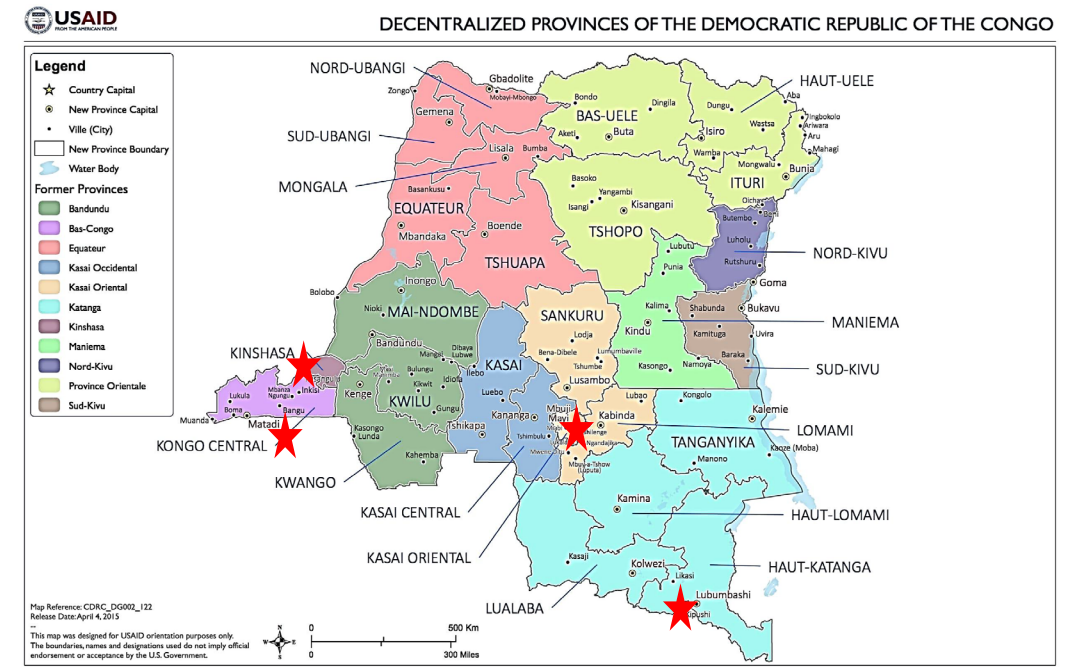 USAID
FROM THE AMERICAN PEOPLE
DECENTRALIZED PROVINCES OF THE DEMOCRATIC REPUBLIC OF THE CONGO
Legend
Country Capital
New Province Capital
Ville (City)
New Province Boundary
Water Body
Former Provinces
Bandundu
Bas-Congo
Equateur
Kasai Occidental
Kasai Oriental
Katanga
Kinshasa
Maniema
Nord-Kivu
Province Orientale
Sud-Kivu
NORD-UBANGI
Zongo
Gbadolite
Mobayi-Mbongo
Gemena
SUD-UBANGI
Lisala
Bumba
MONGALA
Basankusu
EQUATEUR
Mbandaka
Boende
TSHUAPA
Bondo
Dingila
BAS-UELE
Aketi
Buta
HAUT-UELE
Aba
Dungu
Ingbokolo
Ariwara
Aru
Mahagi
Watsa
Isiro
Wamba
Mongwalu
Bunia
ITURI
Basoko
Yangambi
Isangi
Kisangani
TSHOPO
Oicha
Beni
Butembo
Luholu
Rutshuru
NORD-KIVU
Goma
Lubutu
Punia
Kalima
Kindu
MANIEMA
Kasongo
Namoya
Shabunda
Bukavu
Kamituga
Uvira
Baraka
SUD-KIVU
Bolobo
Inongo
Nioki
MAI-NDOMBE
Bandundu
Mangai
Dibaya
Lubwe
Ilebo
KINSHASA
Bulungu
Idiofa
Kikwit
Kenge
KWILU
Gungu
Kasongo
Lunda
Kahemba
KWANGO
Lukula
Boma
Muanda
Matadi
Mbanza
Ngungu
Inkisi
Bangu
KONGO CENTRAL
SANKURU
Lodja
Bena-Dibele
Lumumbaville
Tshumbe
Lusambo
KASAI
Luebo
Tshikapa
Kananga
Tshimbulu
Mbuji
Mayi
KASAI CENTRAL
KASAI ORIENTAL
Lubao
Kabinda
Ngandajika
LOMAMI
Kongolo
Kalemie
TANGANYIKA
Manono
Kaoze (Moba)
Kamina
HAUT-LOMAMI
Kasaji
Kolwezi
Likasi
LUALABA
HAUT-KATANGA
Lubumbashi
Map Reference: CDRC_DG002_122
Release Date: April 4, 2015
--
This map was designed for USAID orientation purposes only.
The boundaries, names and designations used do not imply official
endorsement or acceptance by the U.S. Government.
N
W
E
S
0
500 Km
0
300 Miles